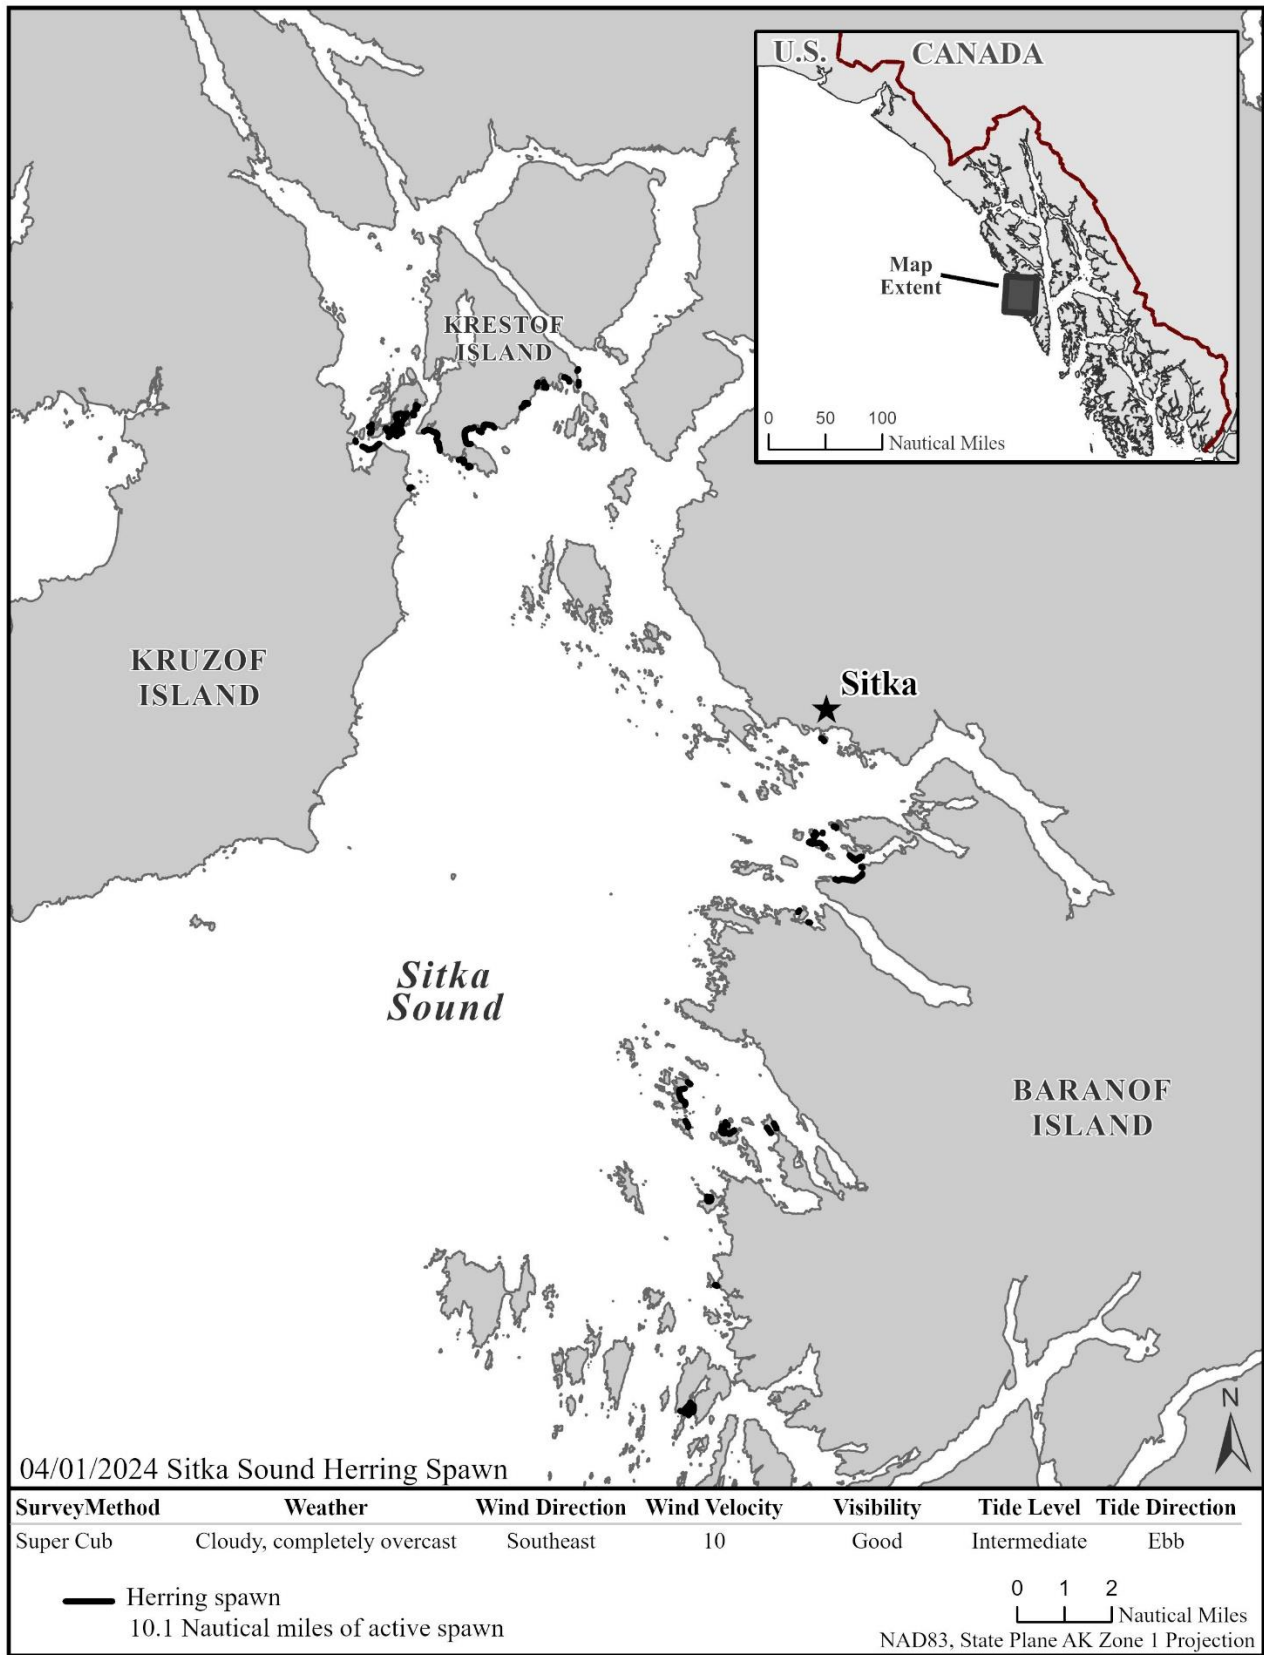 U.S. CANADA
Map
Extent
0 50 100
Nautical Miles
KRESTOF
ISLAND
KRUZOF
ISLAND
Sitka
Sitka
Sound
BARANOF
ISLAND
N
04/01/2024 Sitka Sound Herring Spawn
SurveyMethod Weather Wind Direction Wind Velocity Visibility Tide Level Tide Direction
Super Cub Cloudy, completely overcast Southeast 10 Good Intermediate Ebb
Herring spawn
10.1 Nautical miles of active spawn
0 1 2
Nautical Miles
NAD83, State Plane AK Zone 1 Projection